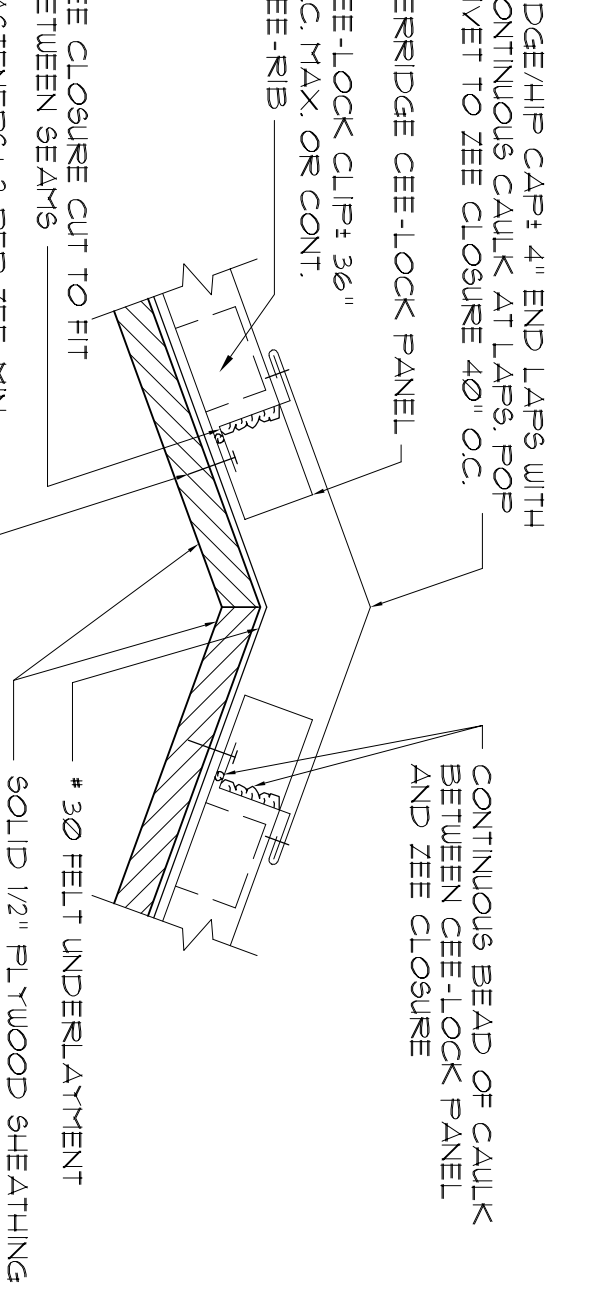 DGE/HIP CAP± 4" END LAPS WITH
ONTINUOUS CAULK AT LAPS. POP
IVET TO ZEE CLOSURE 40" O.C.
ERRIDGE CEE-LOCK PANEL
EE-LOCK CLIP± 36"
.C. MAX. OR CONT.
EE-RIB
EE CLOSURE CUT TO FIT
ETWEEN SEAMS
CONTINUOUS BEAD OF CAULK
BETWEEN CEE-LOCK PANEL
AND ZEE CLOSURE
# 30 FELT UNDERLAYMENT
SOLID 1/2" PLYWOOD SHEATHING